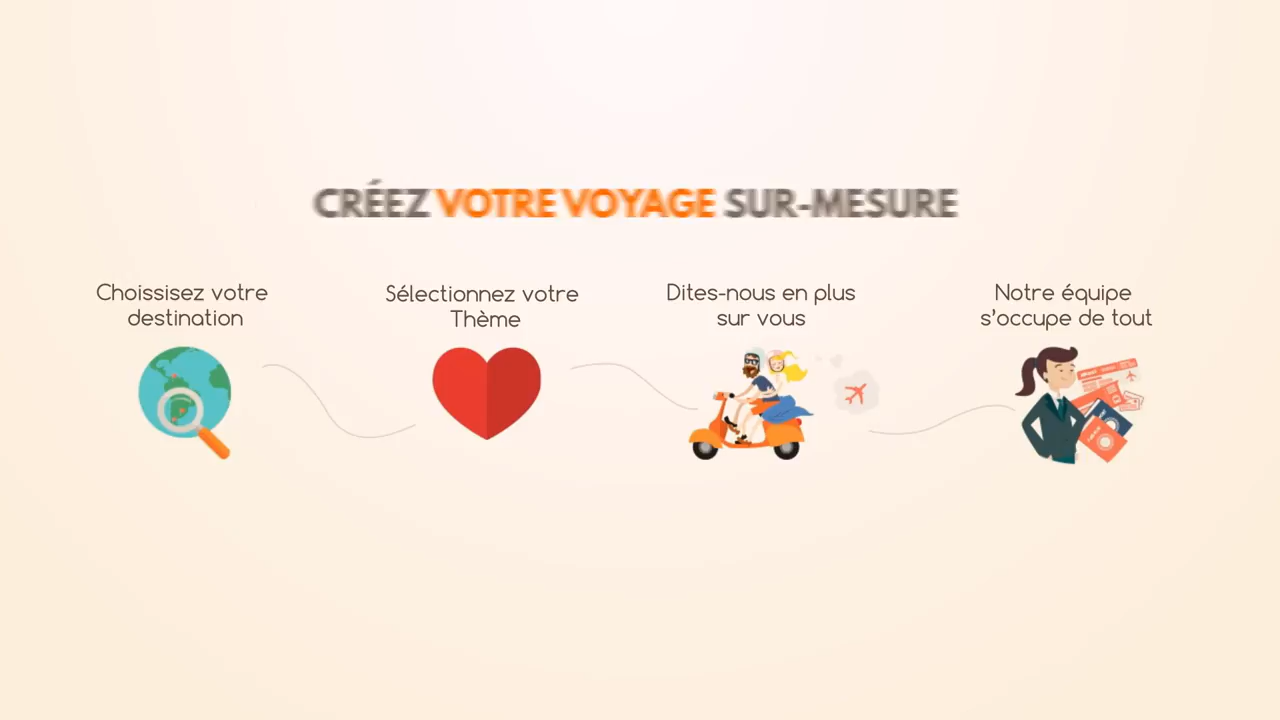 CRÉEZ VOTRE VOYAGE SUR-MESURE
Choissisez votre
destination
Sélectionnez votre
Thème
Dites-nous en plus
sur vous
Notre équipe
s'occupe de tout